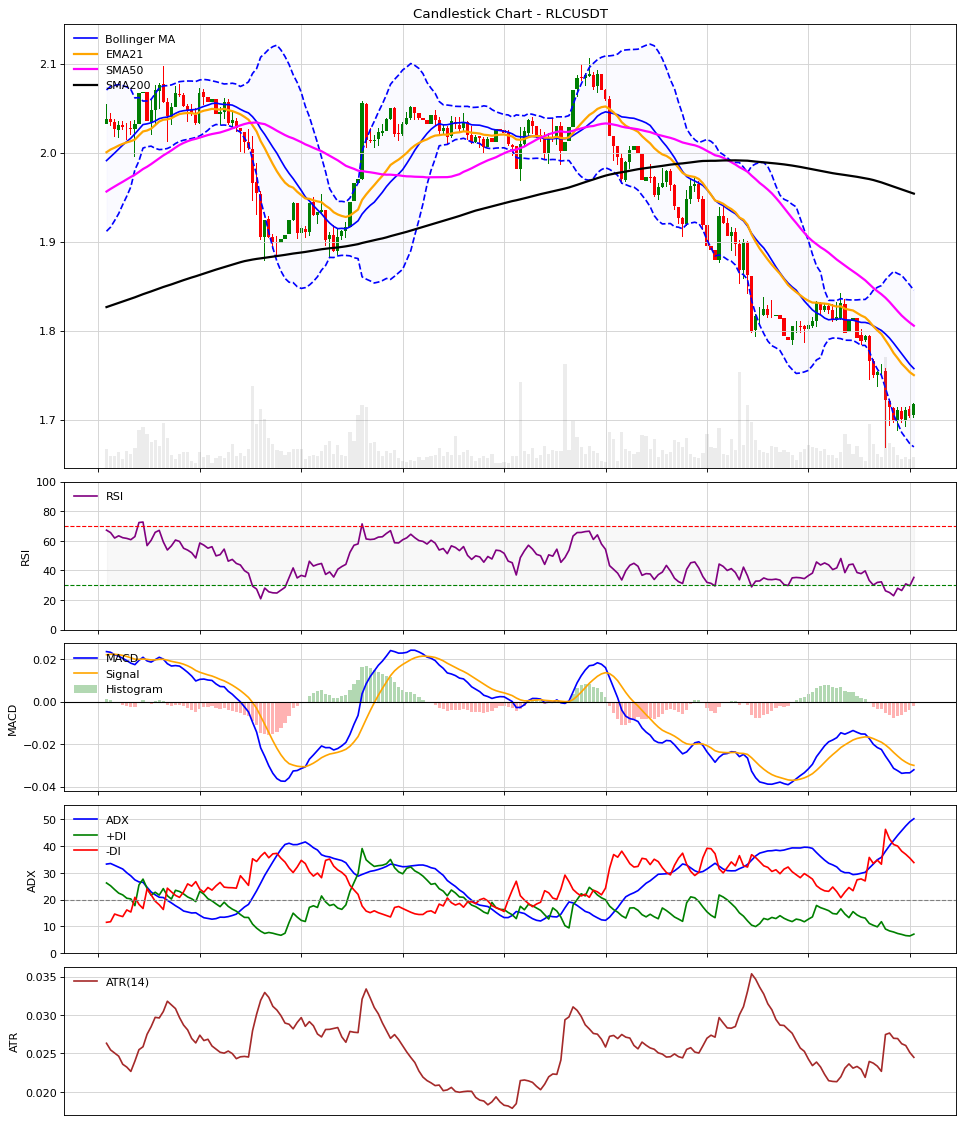 Candlestick Chart - RLCUSDT
Bollinger MA
EMA21
SMA50
SMA200
2.1
2.0
1.9
1.8
1.7
RSI
100
80
60
40
20
0
RSI
MACD
Signal
Histogram
0.02
0.00
−0.02
−0.04
MACD
ADX
+DI
-DI
50
40
30
20
10
0
ADX
ATR(14)
0.035
0.030
0.025
0.020
ATR